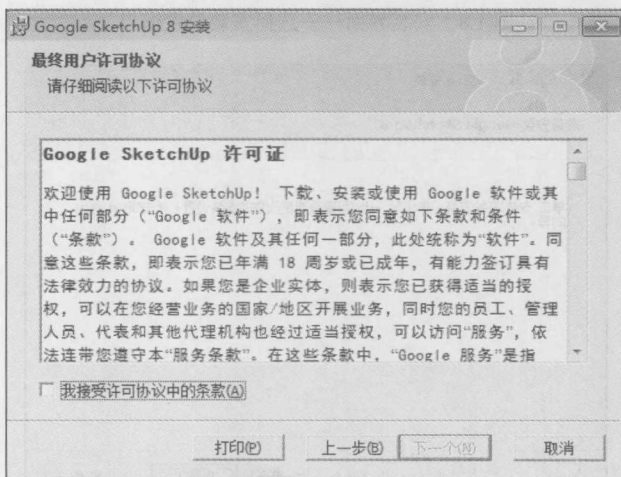 Google SketchUp 8 安装
最终用户许可协议
请仔细阅读以下许可协议
Google SketchUp 许可证
欢迎使用 Google SketchUp! 下载、安装或使用 Google 软件或其
中任何部分（“Google 软件”），即表示您同意如下条款和条件
（“条款”）。 Google 软件及其任何一部分，此处统称为“软件”。同
意这些条款，即表示您已年满 18 周岁或已成年，有能力签订具有
法律效力的协议。如果您是企业实体，则表示您已获得适当的授
权，可以在您经营业务的国家/地区开展业务，同时您的员工、管理
人员、代表和其他代理机构也经过适当授权，可以访问“服务”，依
法连带您遵守本“服务条款”。在这些条款中，“Google 服务”是指
我接受许可协议中的条款(A)
打印(P) 上一步(B) 下一个(N) 取消